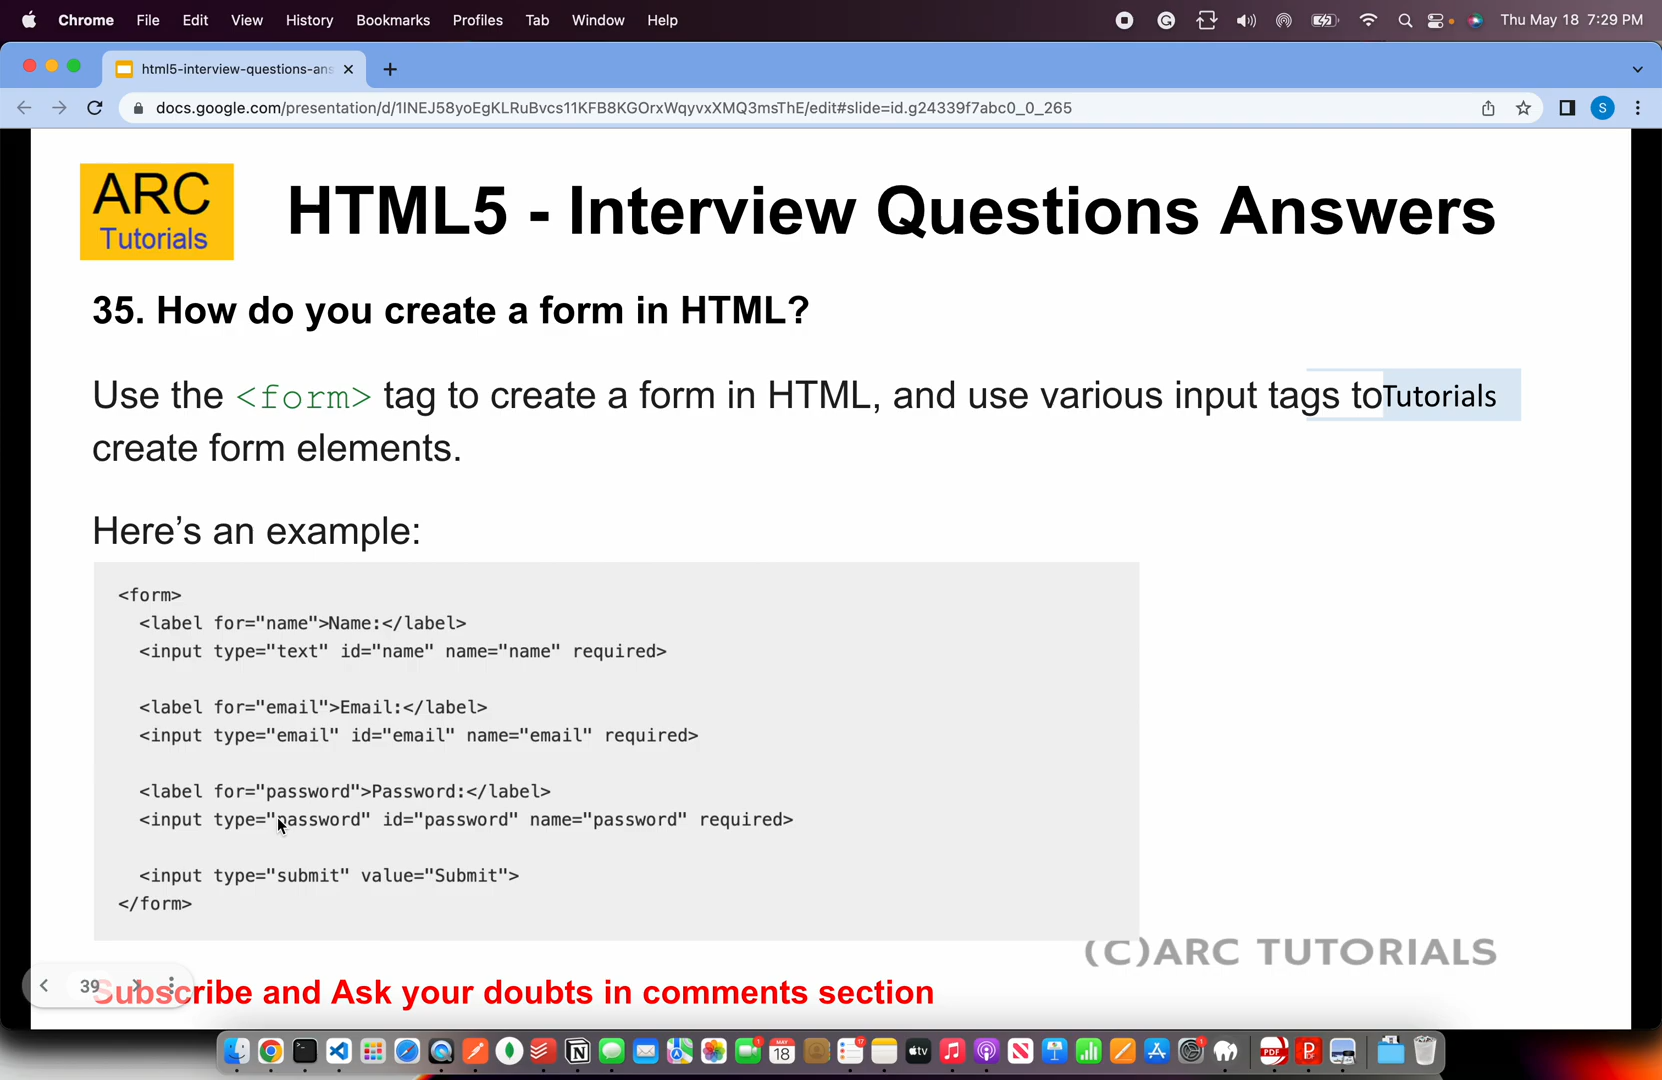 Chrome File Edit View History Bookmarks Profiles Tab Window Help Thu May 18 7:29 PM
html5-interview-questions-ans
docs.google.com/presentation/d/1INEJ58yoEgKLRuBvcs11KFB8KGOrxWqyvxXMQ3msThE/edit#slide=id.g24339f7abc0_0_265 S
ARC
Tutorials
HTML5 - Interview Questions Answers
35. How do you create a form in HTML?
Use the <form> tag to create a form in HTML, and use various input tags to Tutorials
create form elements.
Here’s an example:
<form>
<label for="name">Name:</label>
<input type="text" id="name" name="name" required>
<label for="email">Email:</label>
<input type="email" id="email" name="email" required>
<label for="password">Password:</label>
<input type="password" id="password" name="password" required>
<input type="submit" value="Submit">
</form>
(C)ARC TUTORIALS
39
Subscribe and Ask your doubts in comments section